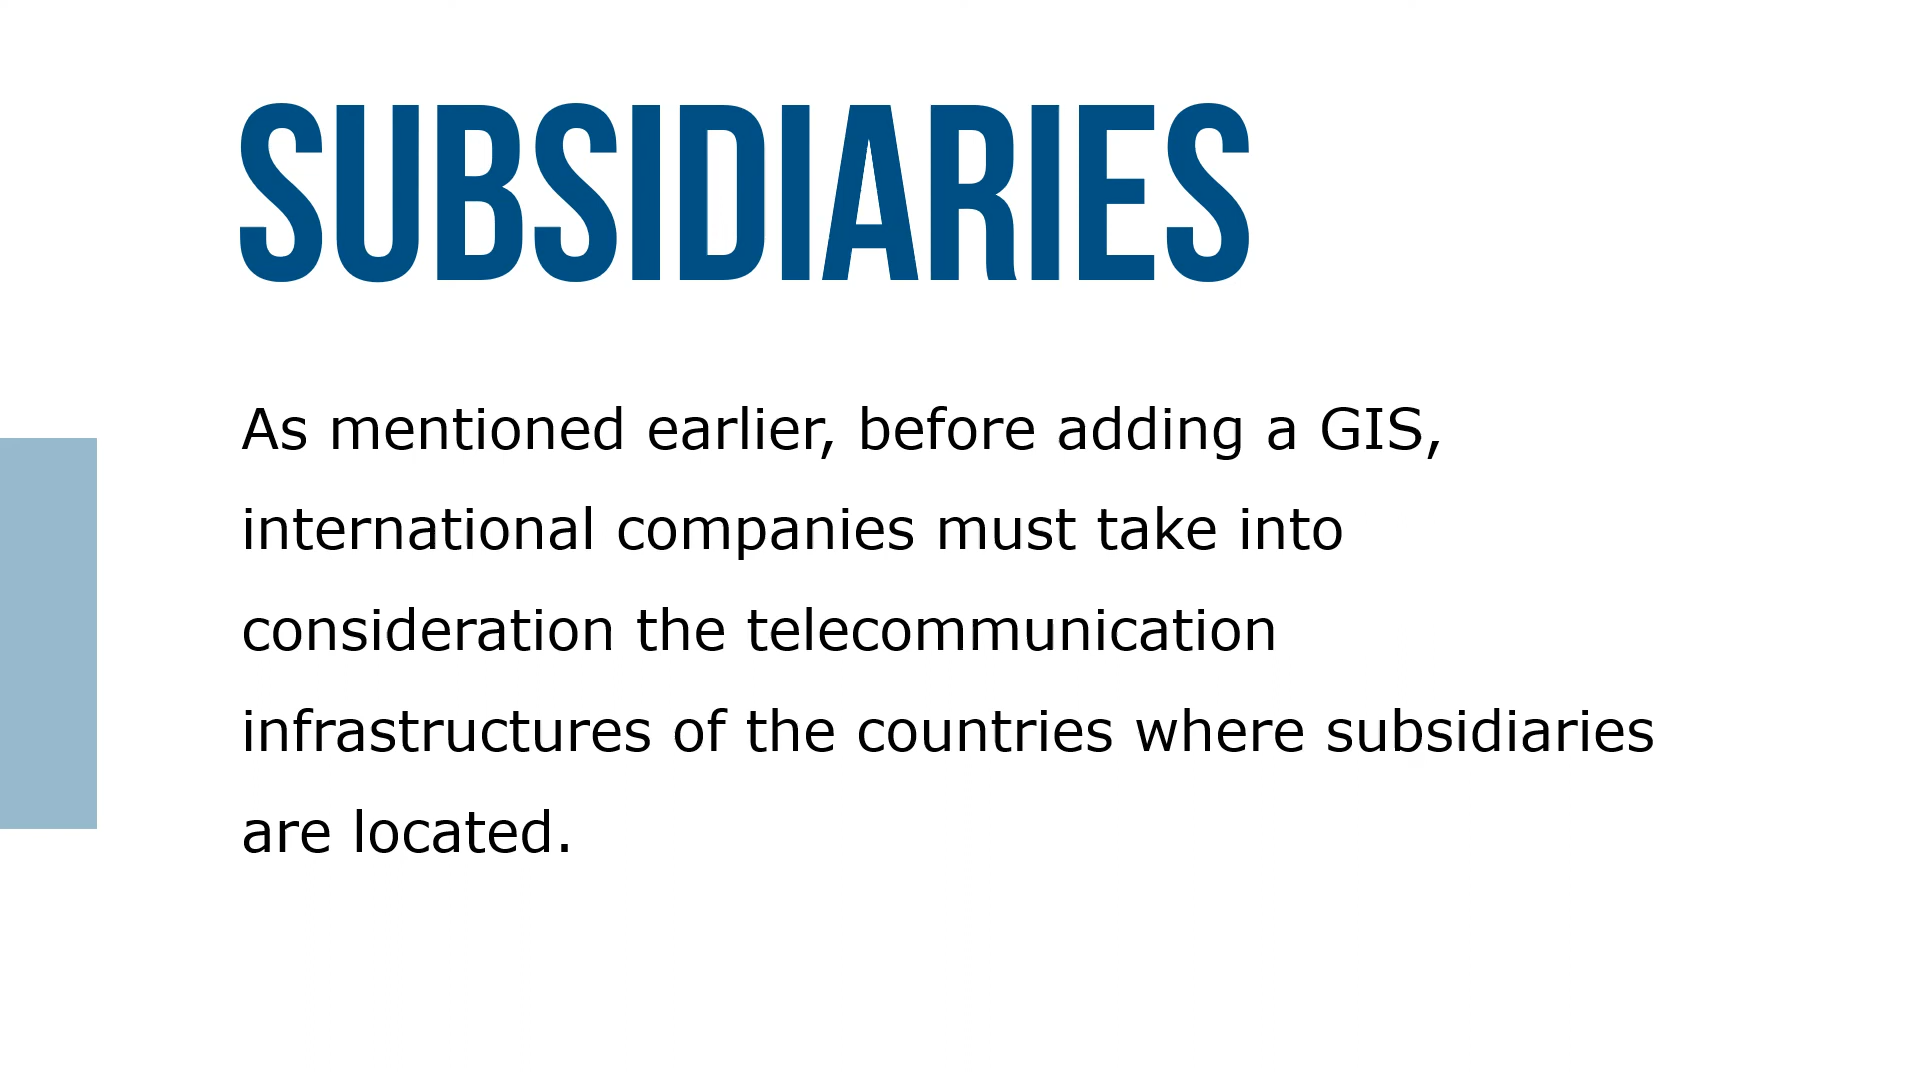 SUBSIDIARIES
As mentioned earlier, before adding a GIS,
international companies must take into
consideration the telecommunication
infrastructures of the countries where subsidiaries
are located.